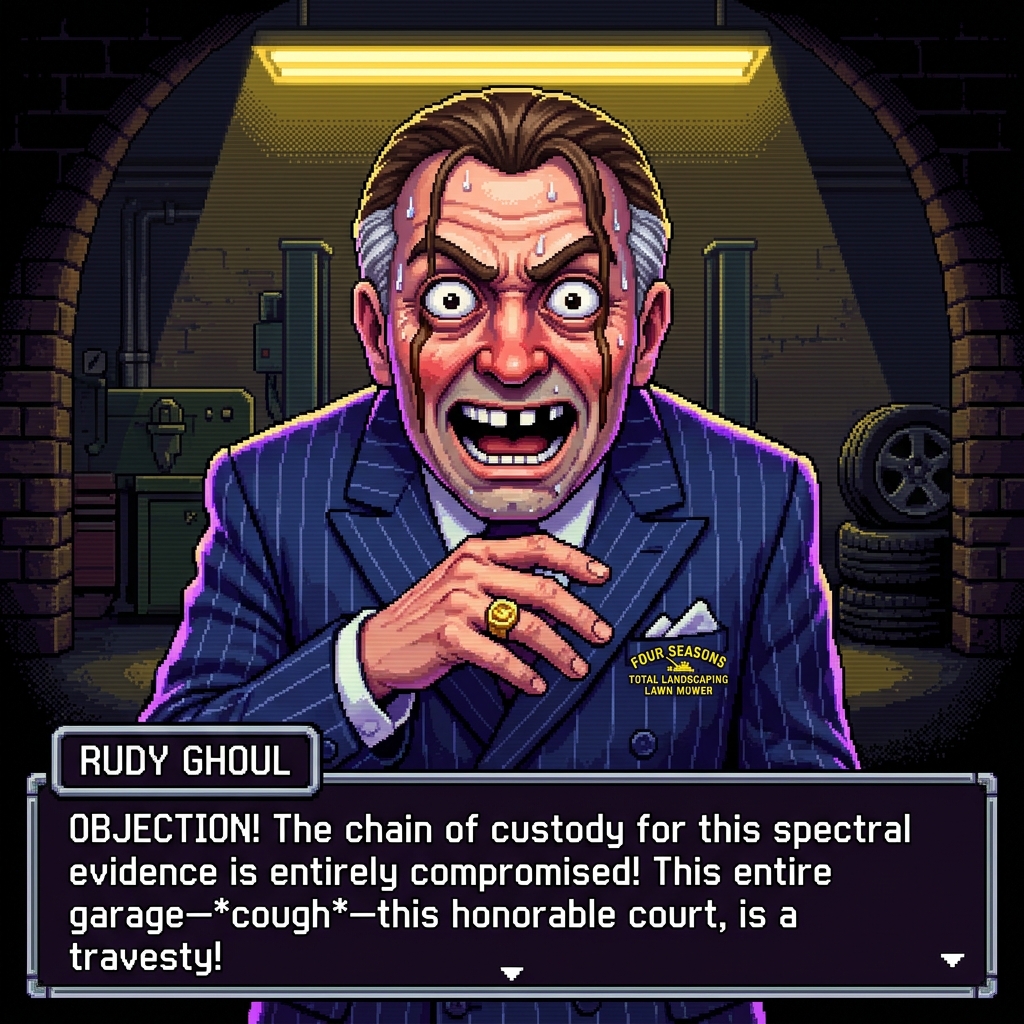 FOUR SEASONS
TOTAL LANDSCAPING
LAWN MOWER
RUDY GHOUL
OBJECTION! The chain of custody for this spectral
evidence is entirely compromised! This entire
garage—*cough*—this honorable court, is a
travesty!